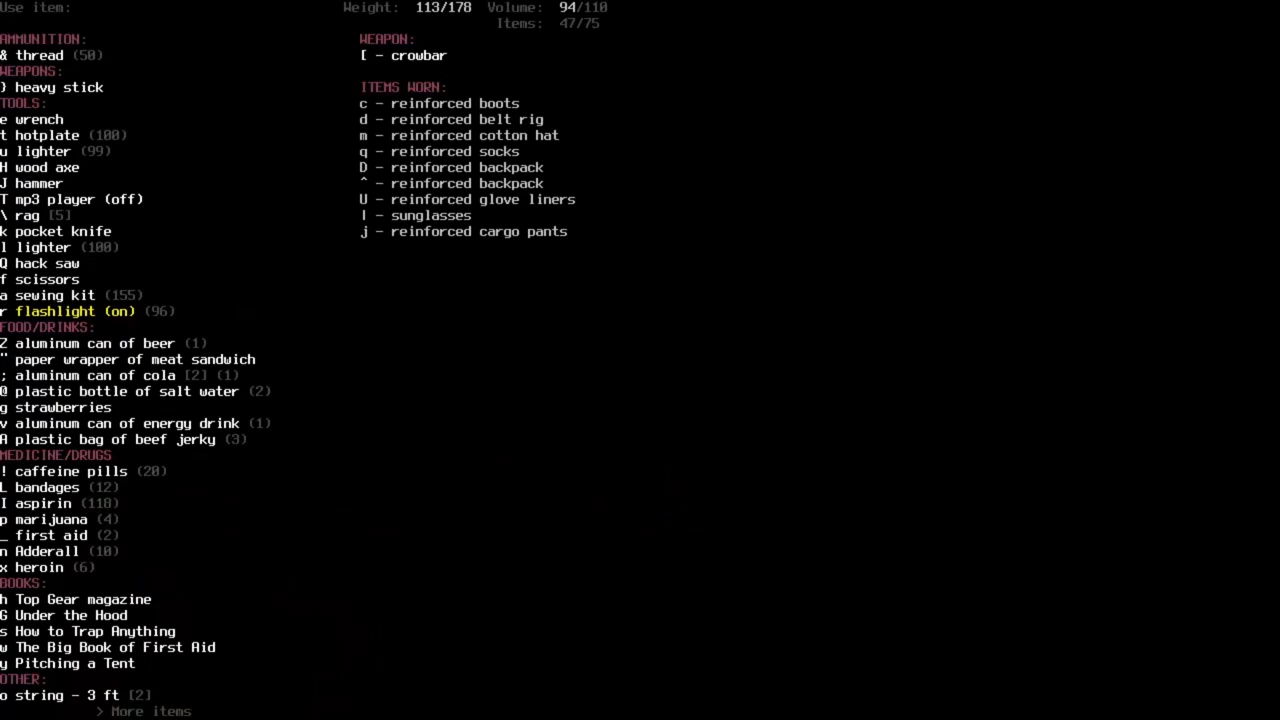 Use item: Weight: 113/178 Volume: 94/110
Items: 47/75
AMMUNITION: WEAPON:
& thread (50) [ - crowbar
WEAPONS:
} heavy stick ITEMS WORN:
TOOLS: c - reinforced boots
e wrench d - reinforced belt rig
t hotplate (100) m - reinforced cotton hat
u lighter (99) q - reinforced socks
H wood axe D - reinforced backpack
J hammer ^ - reinforced backpack
T mp3 player (off) U - reinforced glove liners
\ rag [5] | - sunglasses
k pocket knife j - reinforced cargo pants
l lighter (100)
Q hack saw
f scissors
a sewing kit (155)
r flashlight (on) (96)
FOOD/DRINKS:
Z aluminum can of beer (1)
" paper wrapper of meat sandwich
; aluminum can of cola [2] (1)
@ plastic bottle of salt water (2)
g strawberries
v aluminum can of energy drink (1)
A plastic bag of beef jerky (3)
MEDICINE/DRUGS
! caffeine pills (20)
L bandages (12)
I aspirin (118)
p marijuana (4)
_ first aid (2)
n Adderall (10)
x heroin (6)
BOOKS:
h Top Gear magazine
G Under the Hood
s How to Trap Anything
w The Big Book of First Aid
y Pitching a Tent
OTHER:
o string - 3 ft [2]
> More items